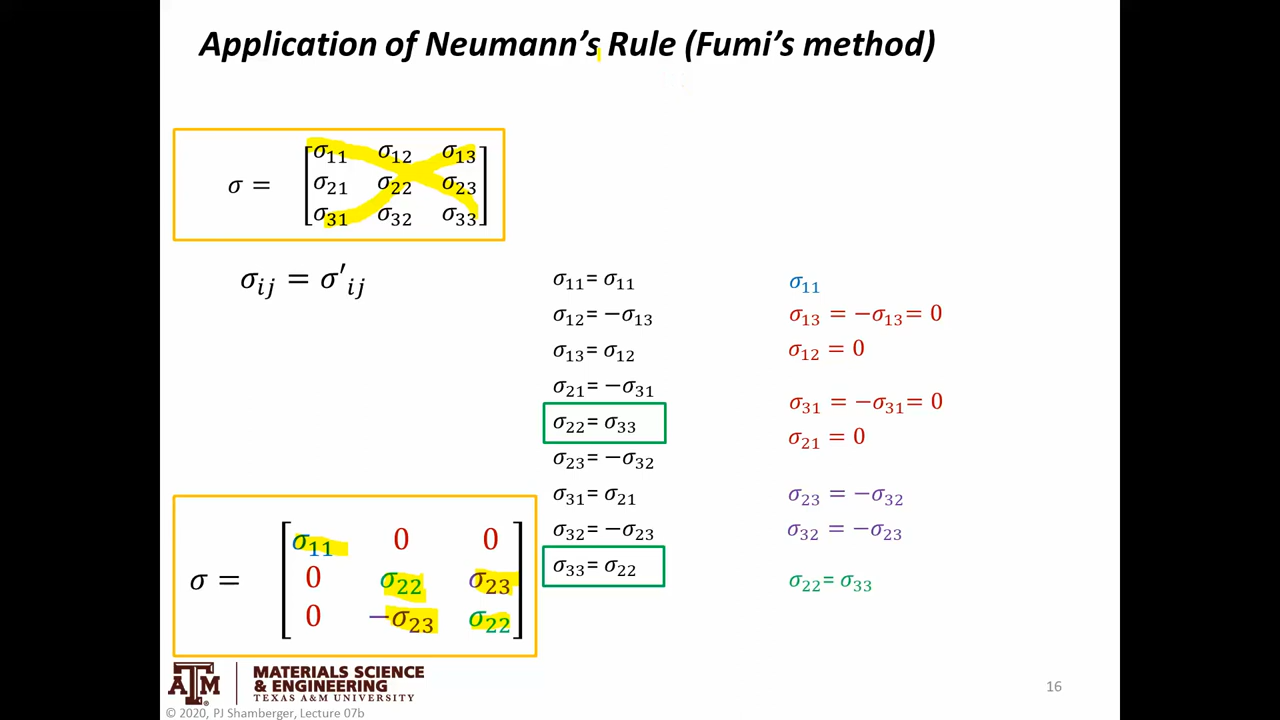 Application of Neumann's Rule (Fumi's method)
σ =
σ₁₁ σ₁₂ σ₁₃
σ₂₁ σ₂₂ σ₂₃
σ₃₁ σ₃₂ σ₃₃
σᵢⱼ = σ′ᵢⱼ
σ₁₁= σ₁₁
σ₁₂= −σ₁₃
σ₁₃= σ₁₂
σ₂₁= −σ₃₁
σ₂₂= σ₃₃
σ₂₃= −σ₃₂
σ₃₁= σ₂₁
σ₃₂= −σ₂₃
σ₃₃= σ₂₂
σ₁₁
σ₁₃ = −σ₁₃= 0
σ₁₂ = 0
σ₃₁ = −σ₃₁= 0
σ₂₁ = 0
σ₂₃ = −σ₃₂
σ₃₂ = −σ₂₃
σ₂₂= σ₃₃
σ =
σ₁₁ 0 0
0 σ₂₂ σ₂₃
0 −σ₂₃ σ₂₂
ATM
MATERIALS SCIENCE
& ENGINEERING
TEXAS A&M UNIVERSITY
© 2020, PJ Shamberger, Lecture 07b
16